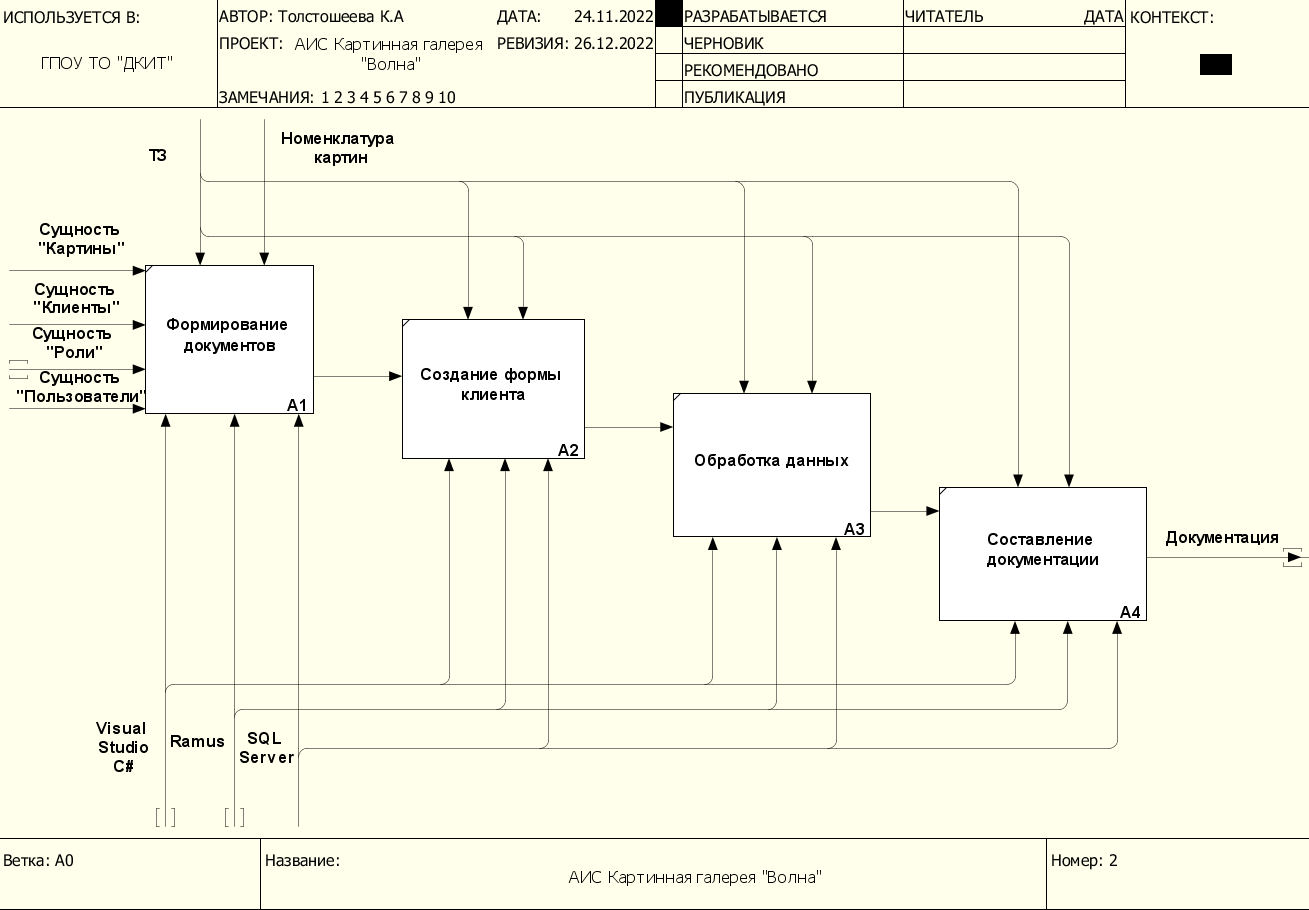 ИСПОЛЬЗУЕТСЯ В:
ГПОУ ТО "ДКИТ"
АВТОР: Толстошеева К.А
ДАТА: 24.11.2022
ПРОЕКТ: АИС Картинная галерея
"Волна"
РЕВИЗИЯ: 26.12.2022
ЗАМЕЧАНИЯ: 1 2 3 4 5 6 7 8 9 10
РАЗРАБАТЫВАЕТСЯ
ЧЕРНОВИК
РЕКОМЕНДОВАНО
ПУБЛИКАЦИЯ
ЧИТАТЕЛЬ ДАТА
КОНТЕКСТ:
ТЗ
Номенклатура
картин
Сущность
"Картины"
Сущность
"Клиенты"
Сущность
"Роли"
Сущность
"Пользователи"
Формирование
документов
A1
Создание формы
клиента
A2
Обработка данных
A3
Составление
документации
A4
Документация
Visual
Studio
C#
Ramus
SQL
Server
Ветка: A0
Название:
АИС Картинная галерея "Волна"
Номер: 2